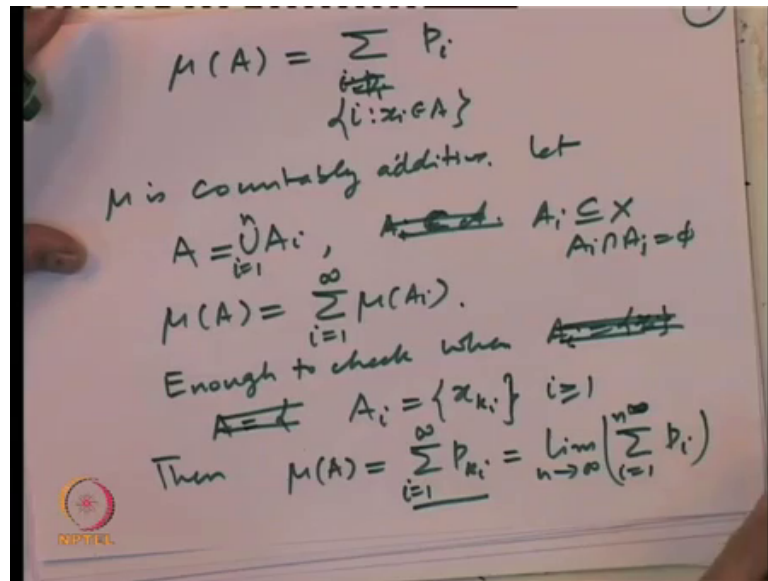 μ(A) = Σ p_i
{i : x_i ∈ A}
μ is countably additive. Let
A = ⋃_{i=1}^{n} A_i, A_i ⊆ X
A_i ∩ A_j = φ
μ(A) = Σ_{i=1}^{∞} μ(A_i).
Enough to check when
A_i = {x_{k_i}} i ≥ 1
Then μ(A) = Σ_{i=1}^{∞} p_{k_i} = lim_{n→∞} (Σ_{i=1}^{n ∞} p_i)
NPTEL